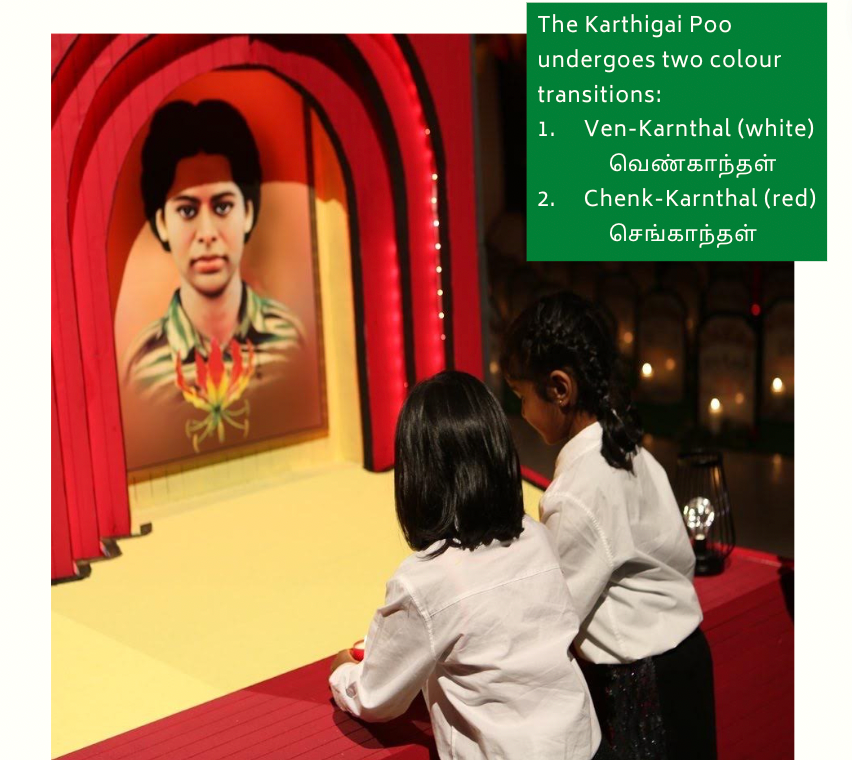 The Karthigai Poo
undergoes two colour
transitions:
1. Ven-Karnthal (white)
வெண்காந்தள்
2. Chenk-Karnthal (red)
செங்காந்தள்